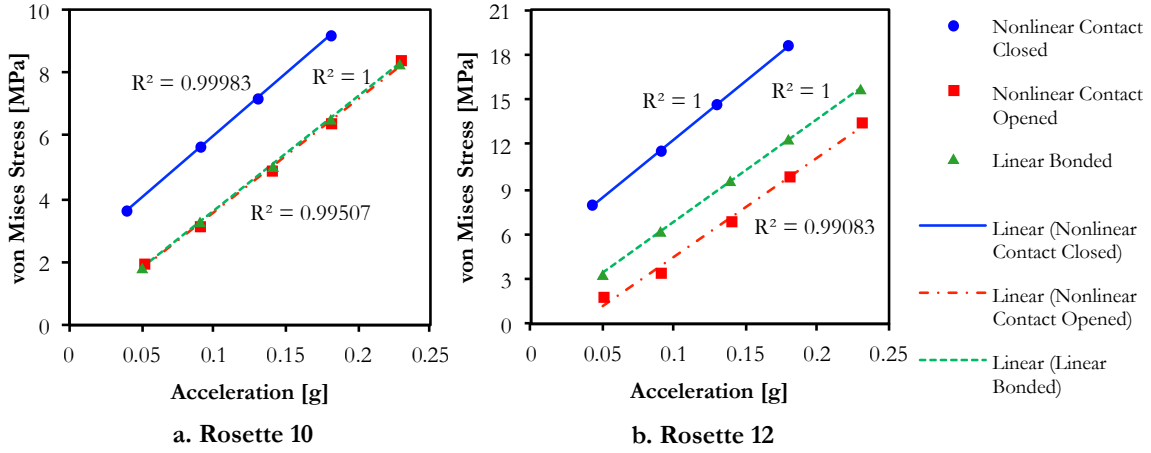 10
8
6
4
2
0
von Mises Stress [MPa]
R² = 0.99983
R² = 1
R² = 0.99507
0
0.05
0.1
0.15
0.2
0.25
Acceleration [g]
a. Rosette 10
21
18
15
12
9
6
3
0
von Mises Stress [MPa]
R² = 1
R² = 1
R² = 0.99083
0
0.05
0.1
0.15
0.2
0.25
Acceleration [g]
b. Rosette 12
Nonlinear Contact
Closed
Nonlinear Contact
Opened
Linear Bonded
Linear (Nonlinear
Contact Closed)
Linear (Nonlinear
Contact Opened)
Linear (Linear
Bonded)